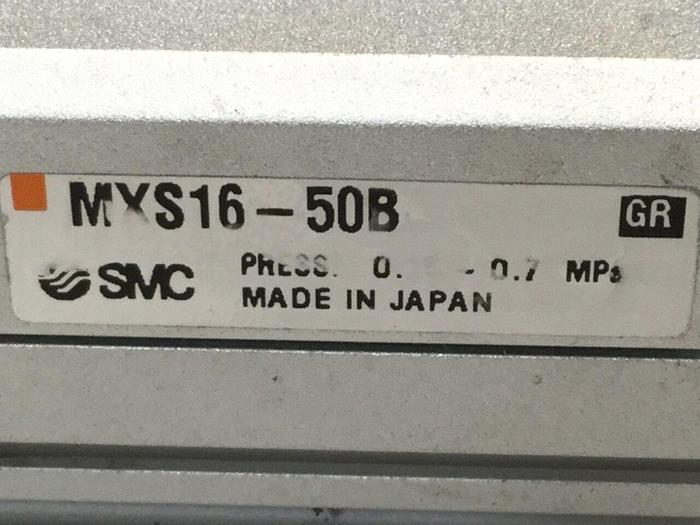 MXS16-50B GR
SMC PRESS. 0. - 0.7 MPa
MADE IN JAPAN